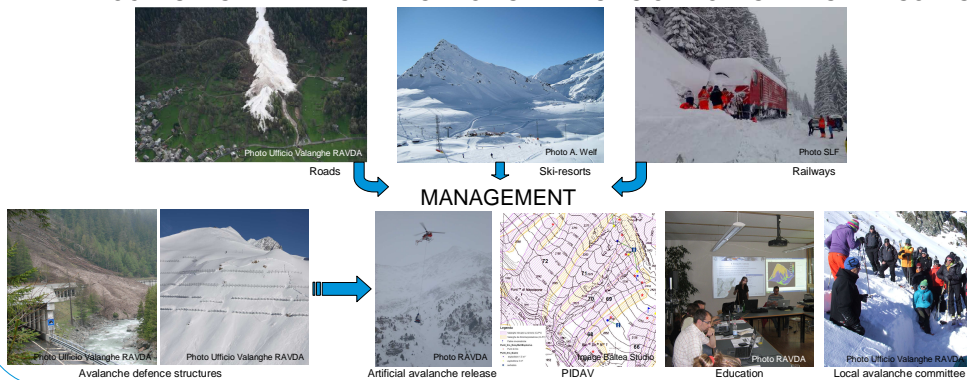 Photo Ufficio Valanghe RAVDA
Photo A. Welf
Photo SLF
Roads
Ski-resorts
Railways
MANAGEMENT
Photo Ufficio Valanghe RAVDA
Photo Ufficio Valanghe RAVDA
Photo RAVDA
Image Baltea Studio
Photo RAVDA
Photo Ufficio Valanghe RAVDA
Avalanche defence structures
Artificial avalanche release
PIDAV
Education
Local avalanche committee